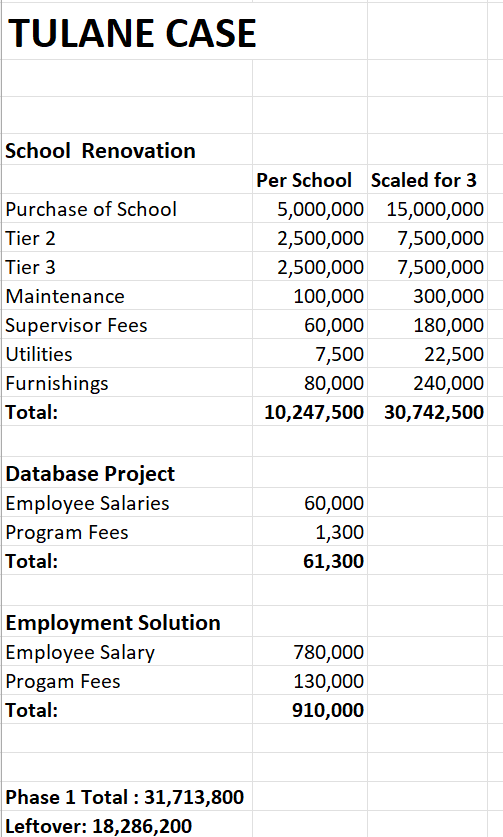 TULANE CASE
School  Renovation
Per School Scaled for 3
Purchase of School 5,000,000 15,000,000
Tier 2 2,500,000 7,500,000
Tier 3 2,500,000 7,500,000
Maintenance 100,000 300,000
Supervisor Fees 60,000 180,000
Utilities 7,500 22,500
Furnishings 80,000 240,000
Total: 10,247,500 30,742,500
Database Project
Employee Salaries 60,000
Program Fees 1,300
Total: 61,300
Employment Solution
Employee Salary 780,000
Progam Fees 130,000
Total: 910,000
Phase 1 Total : 31,713,800
Leftover: 18,286,200